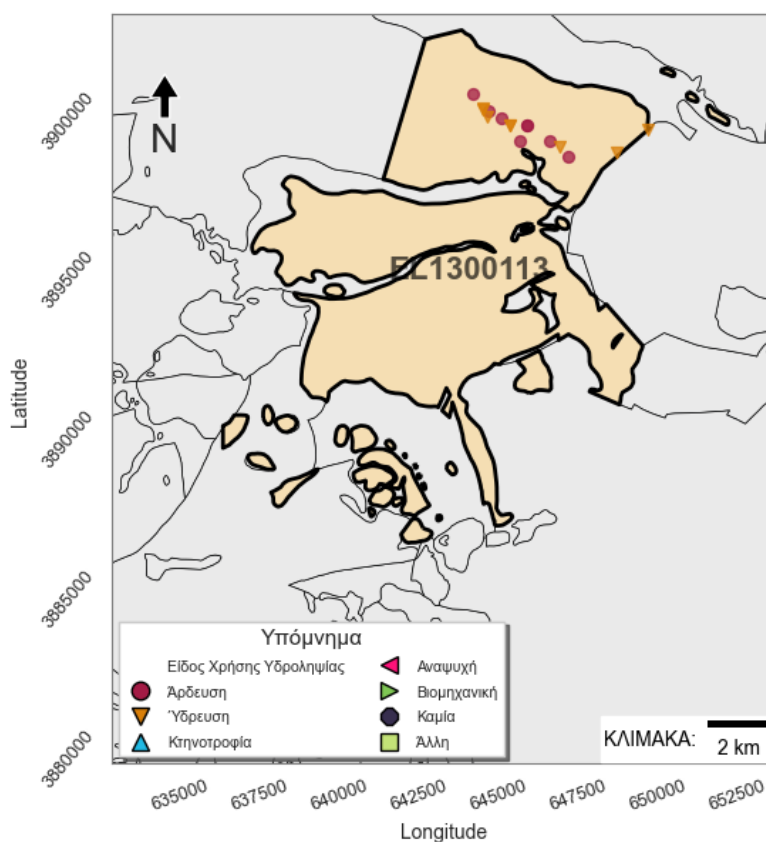 N
3900000
3895000
3890000
3885000
3880000
Latitude
EL1300113
Υπόμνημα
Είδος Χρήσης Υδροληψίας
Άρδευση
Ύδρευση
Κτηνοτροφία
Αναψυχή
Βιομηχανική
Καμία
Άλλη
ΚΛΙΜΑΚΑ:
2 km
635000
637500
640000
642500
645000
647500
650000
652500
Longitude